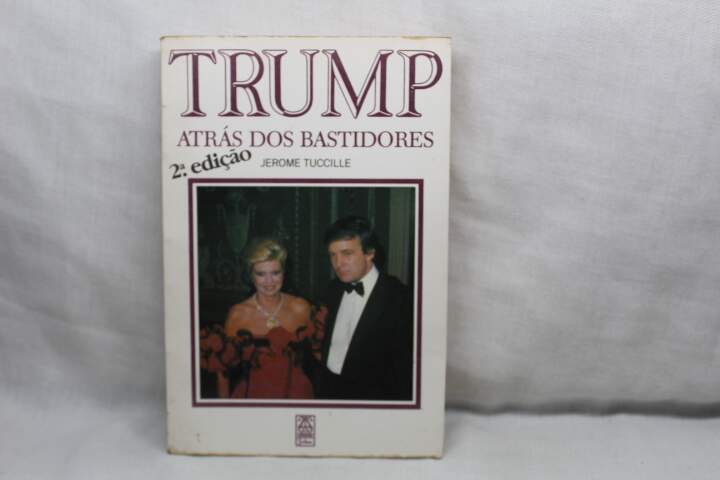 TRUMP
ATRÁS DOS BASTIDORES
2ª. edição
JEROME TUCCILLE